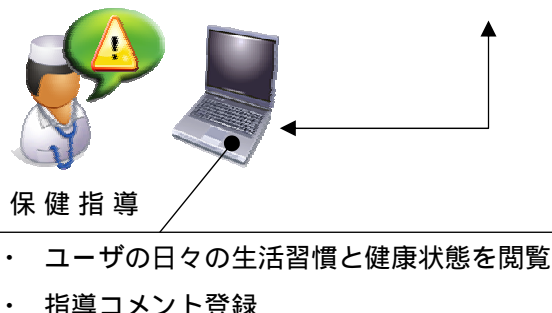 保健指導
・ ユーザの日々の生活習慣と健康状態を閲覧
・ 指導コメント登録